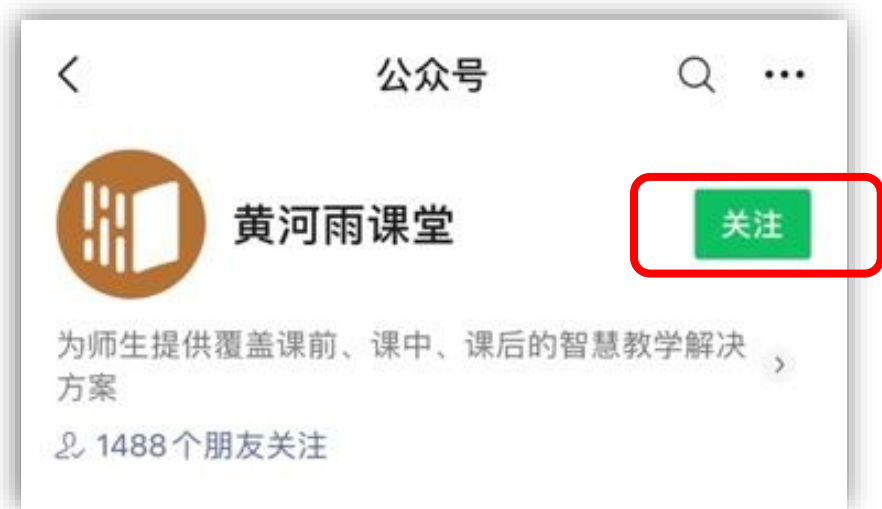 公众号
黄河雨课堂
关注
为师生提供覆盖课前、课中、课后的智慧教学解决
方案
1488个朋友关注